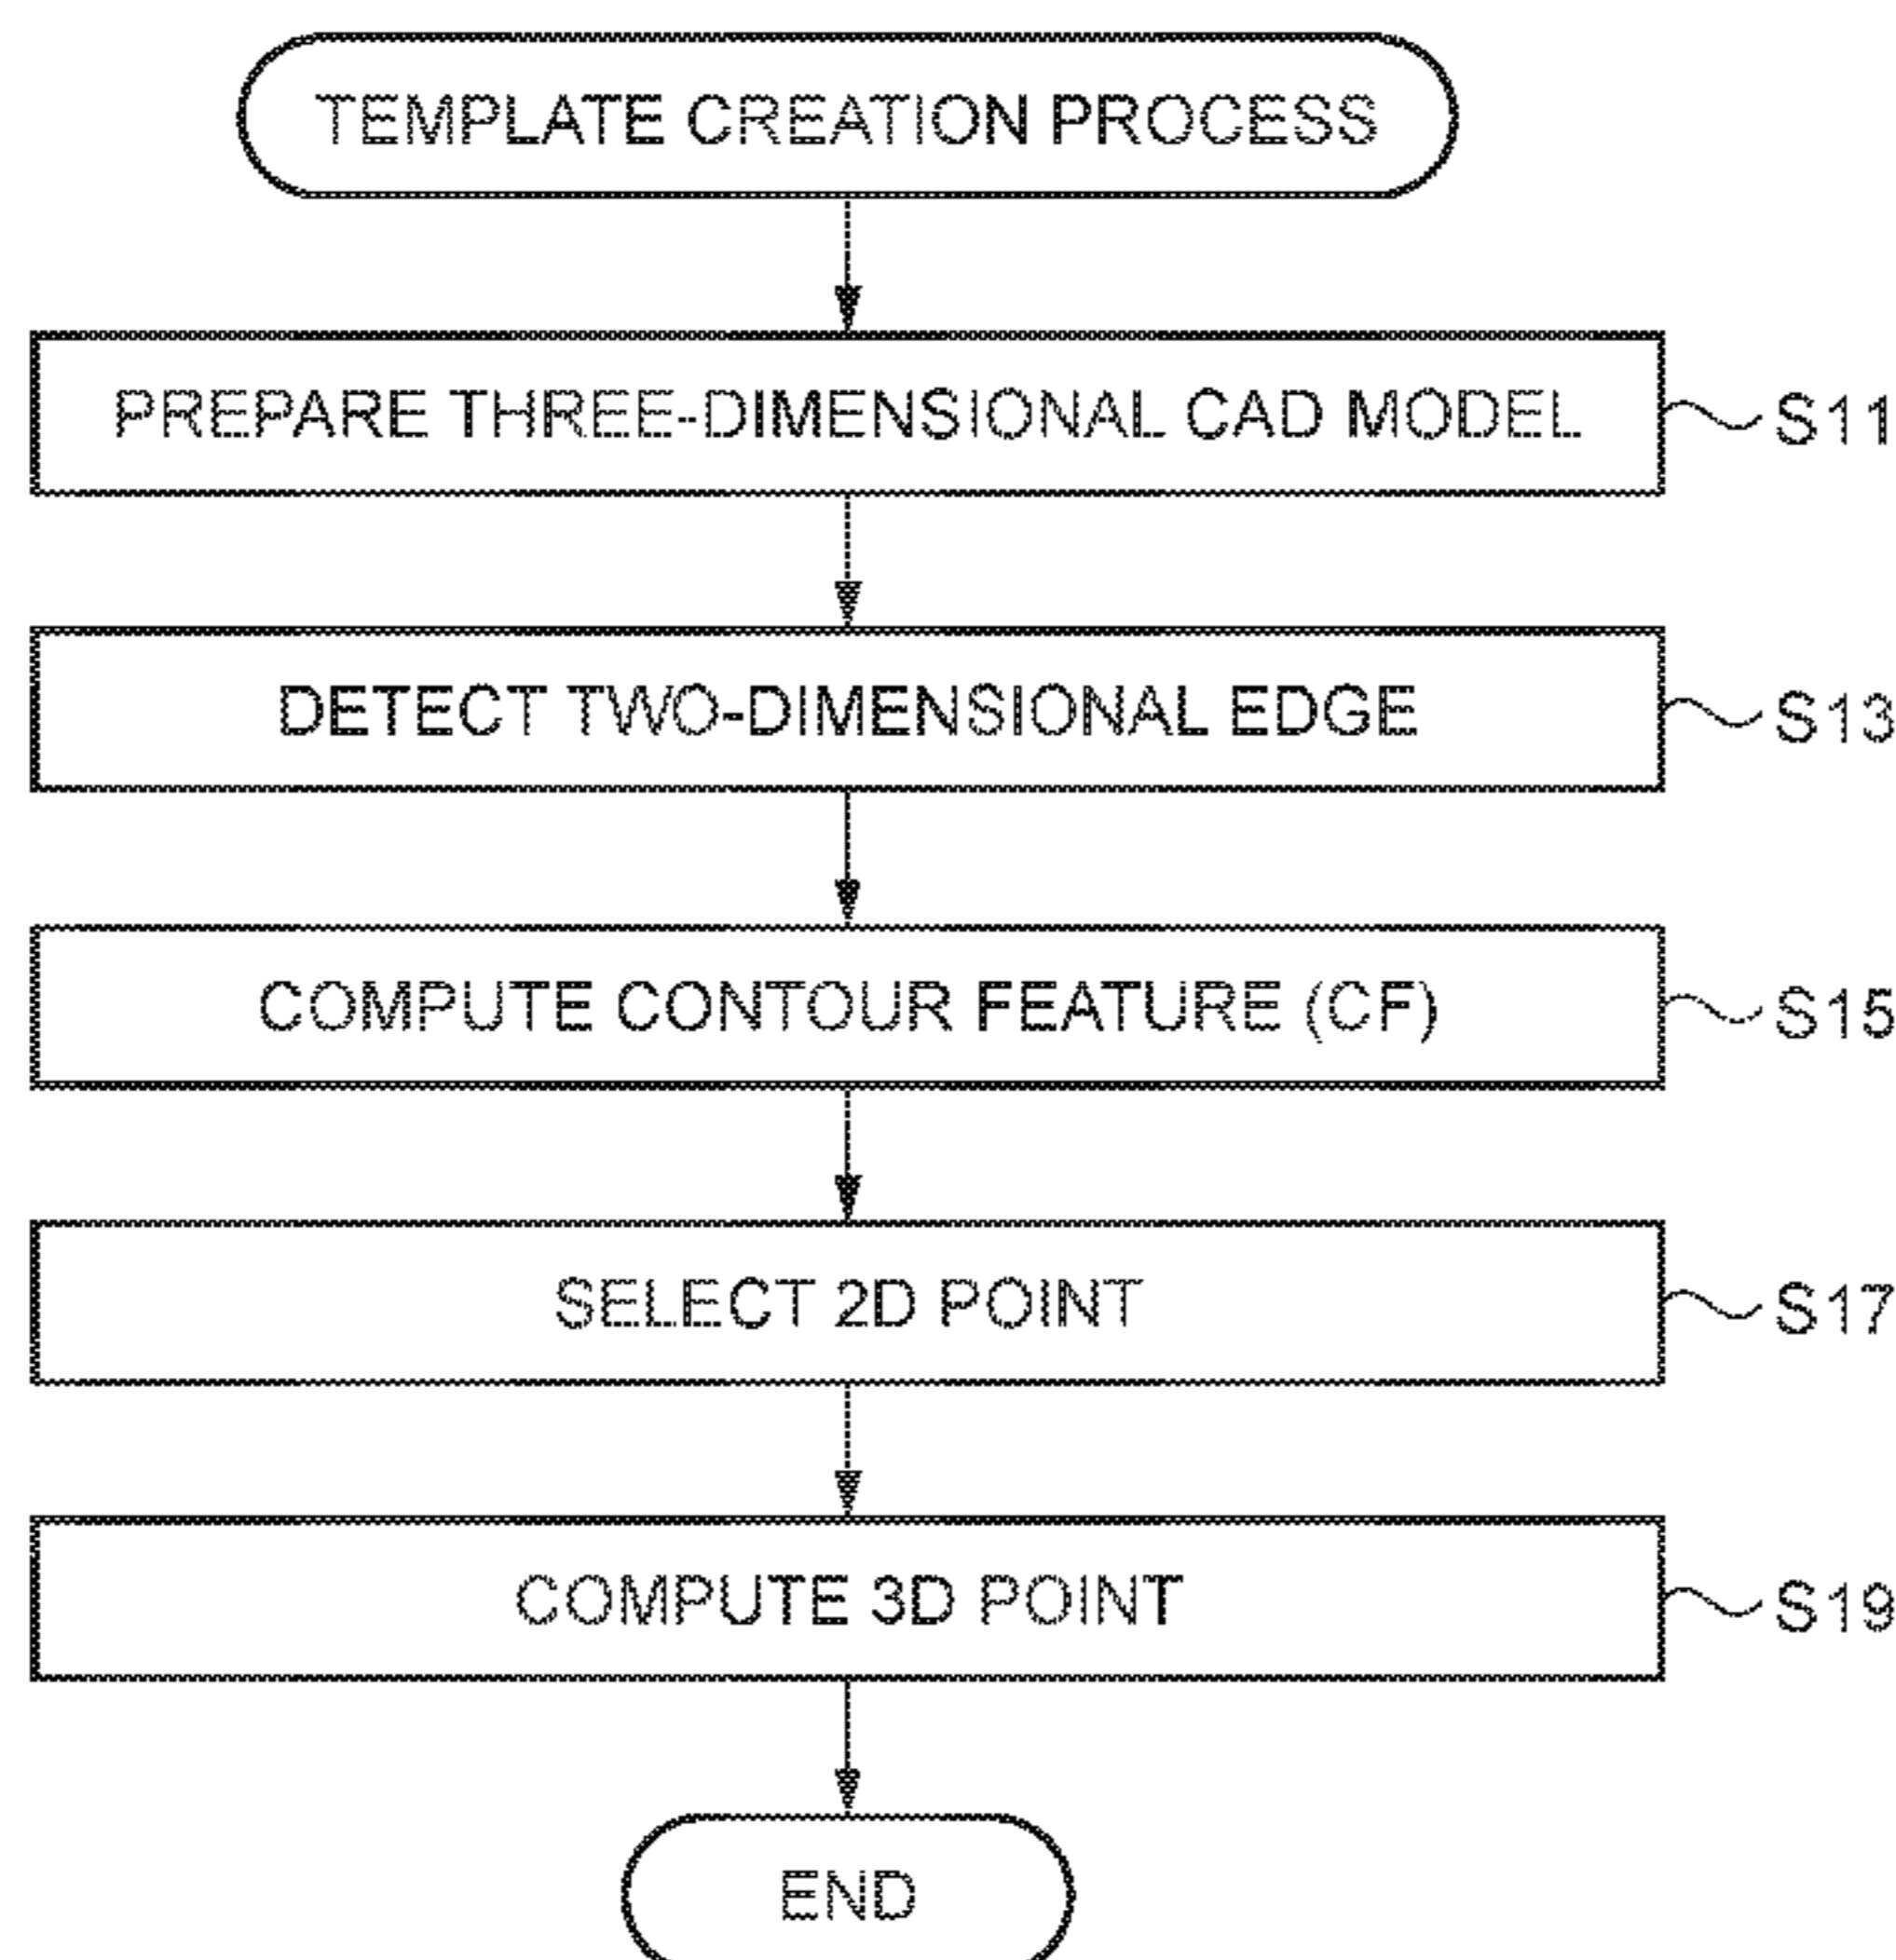 TEMPLATE CREATION PROCESS
PREPARE THREE-DIMENSIONAL CAD MODEL
S11
DETECT TWO-DIMENSIONAL EDGE
S13
COMPUTE CONTOUR FEATURE (CF)
S15
SELECT 2D POINT
S17
COMPUTE 3D POINT
S19
END